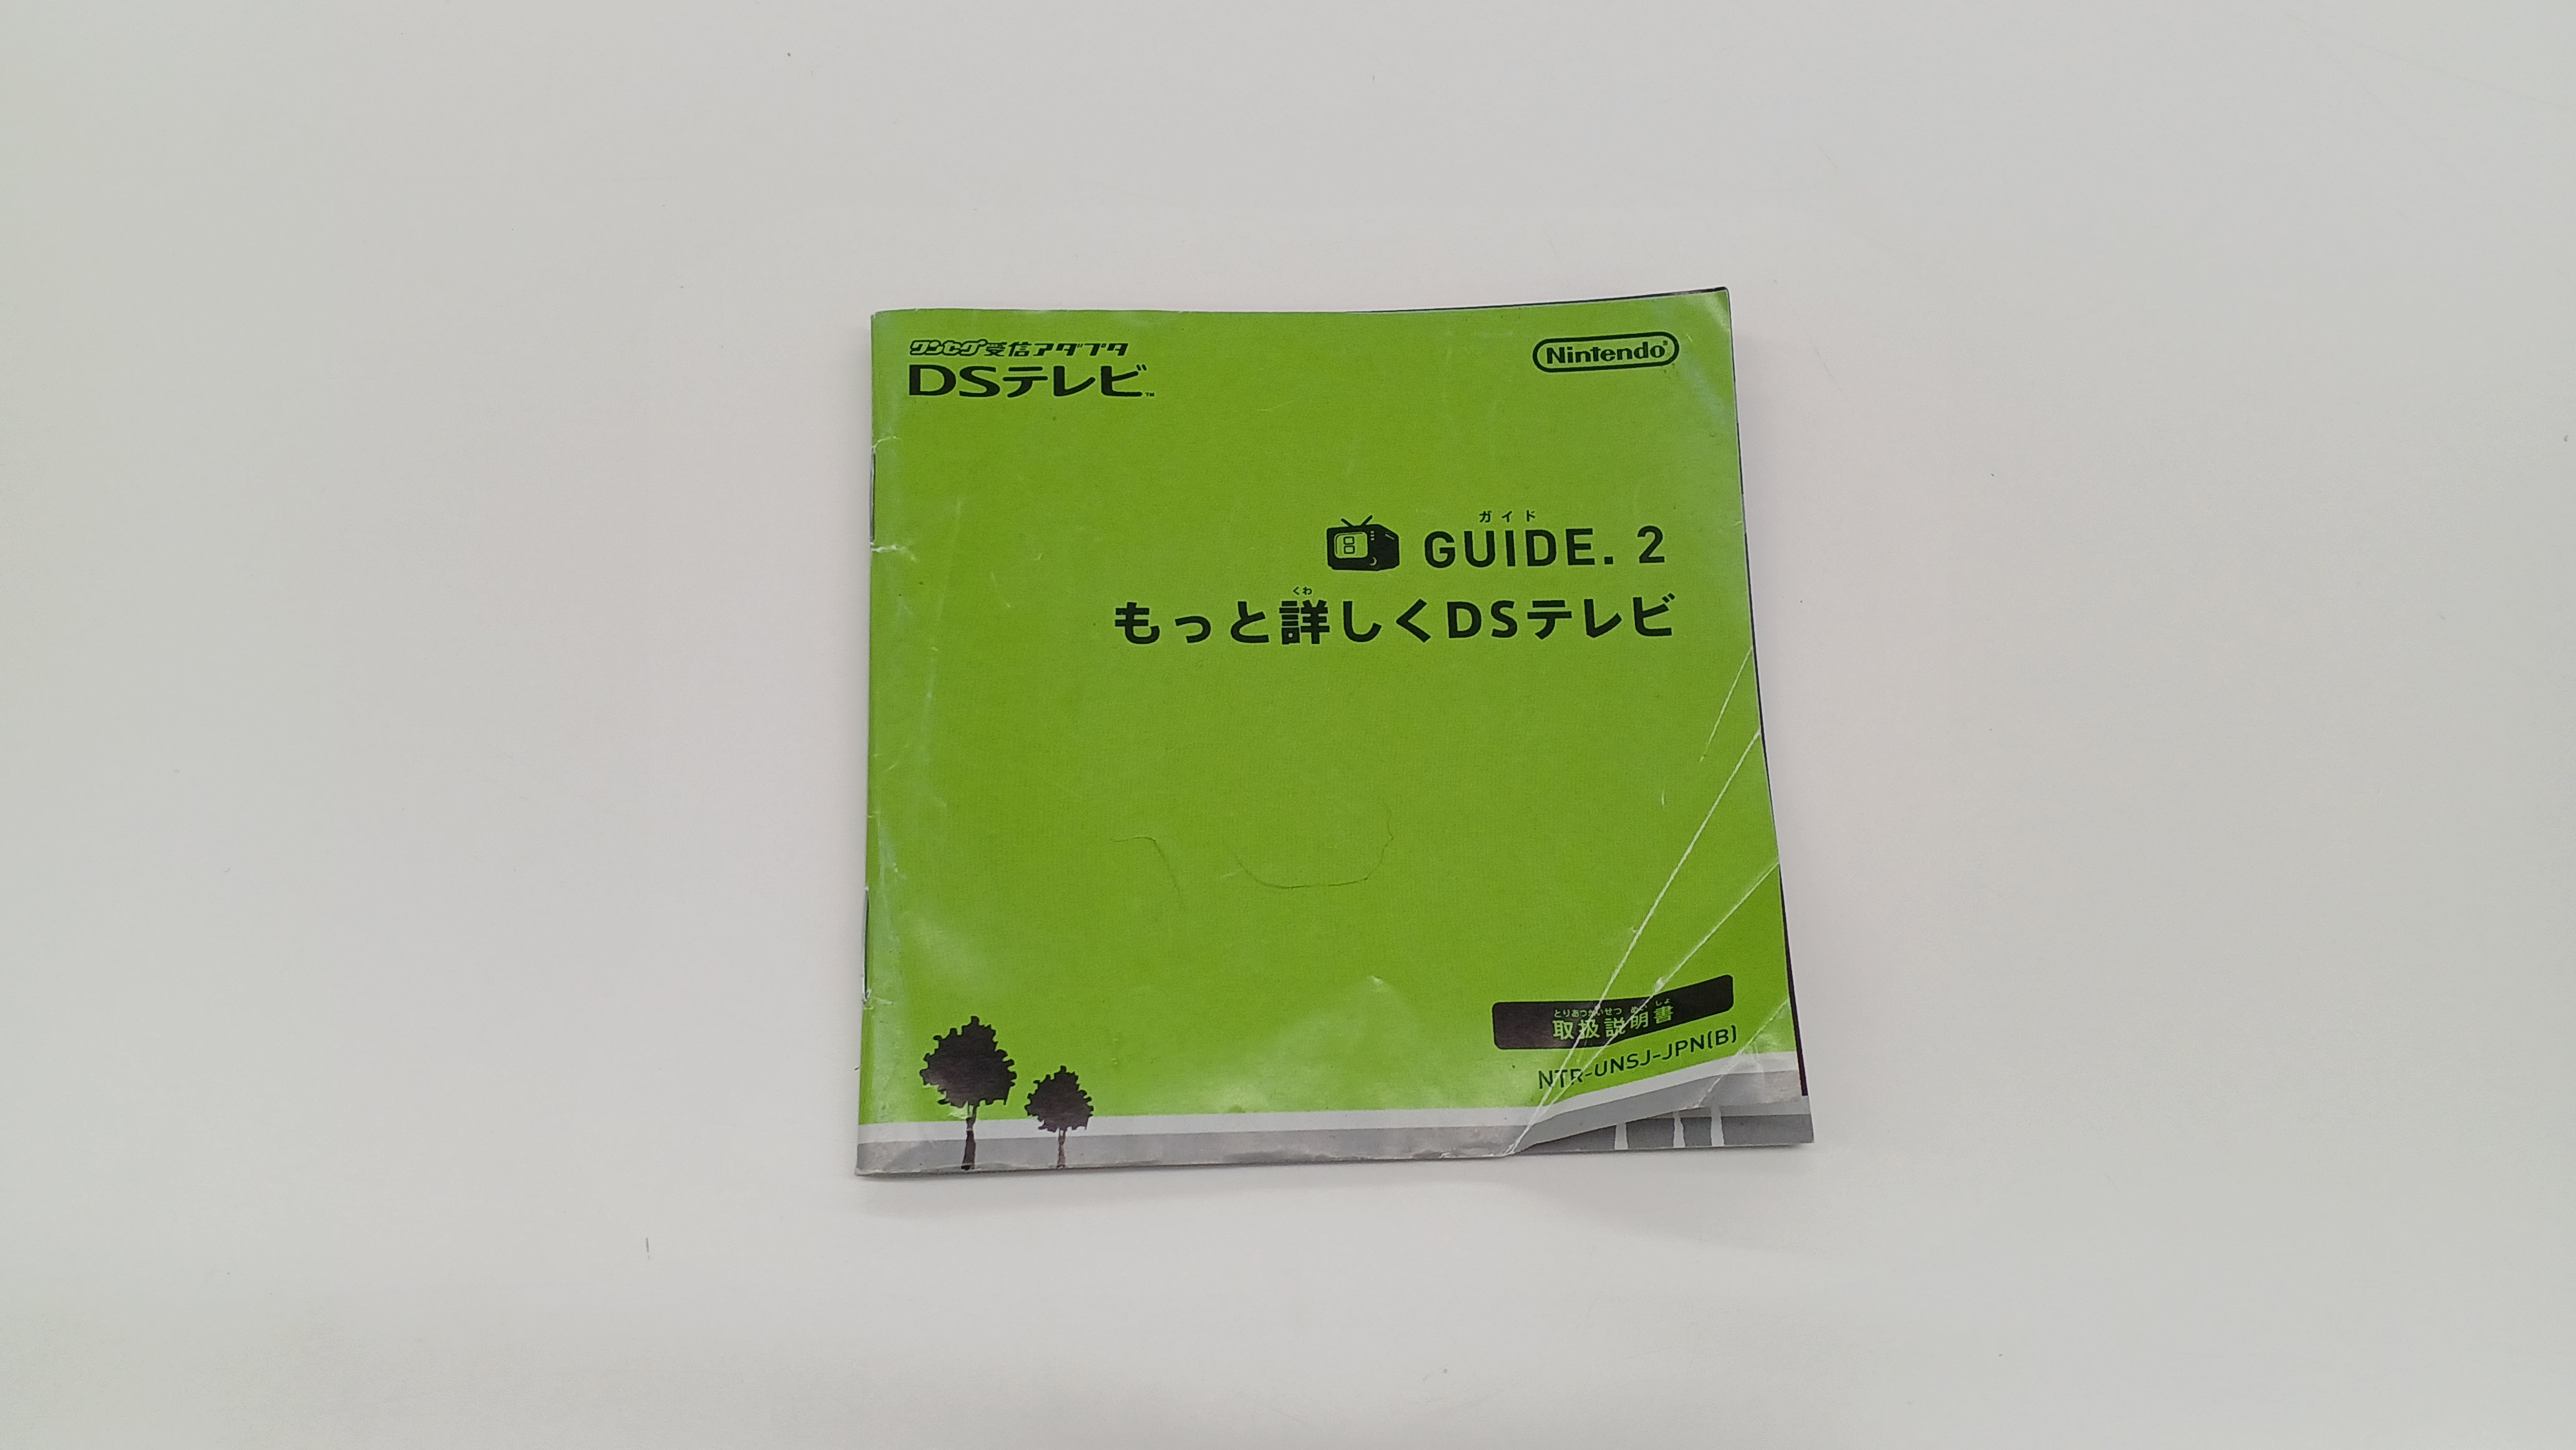 ワンセグ受信アダプタ
DSテレビ™
Nintendo®
ガイド
GUIDE. 2
くわ
もっと詳しくDSテレビ
とりあつかいせつ めい しょ
取扱説明書
NTR-UNSJ-JPN(B)